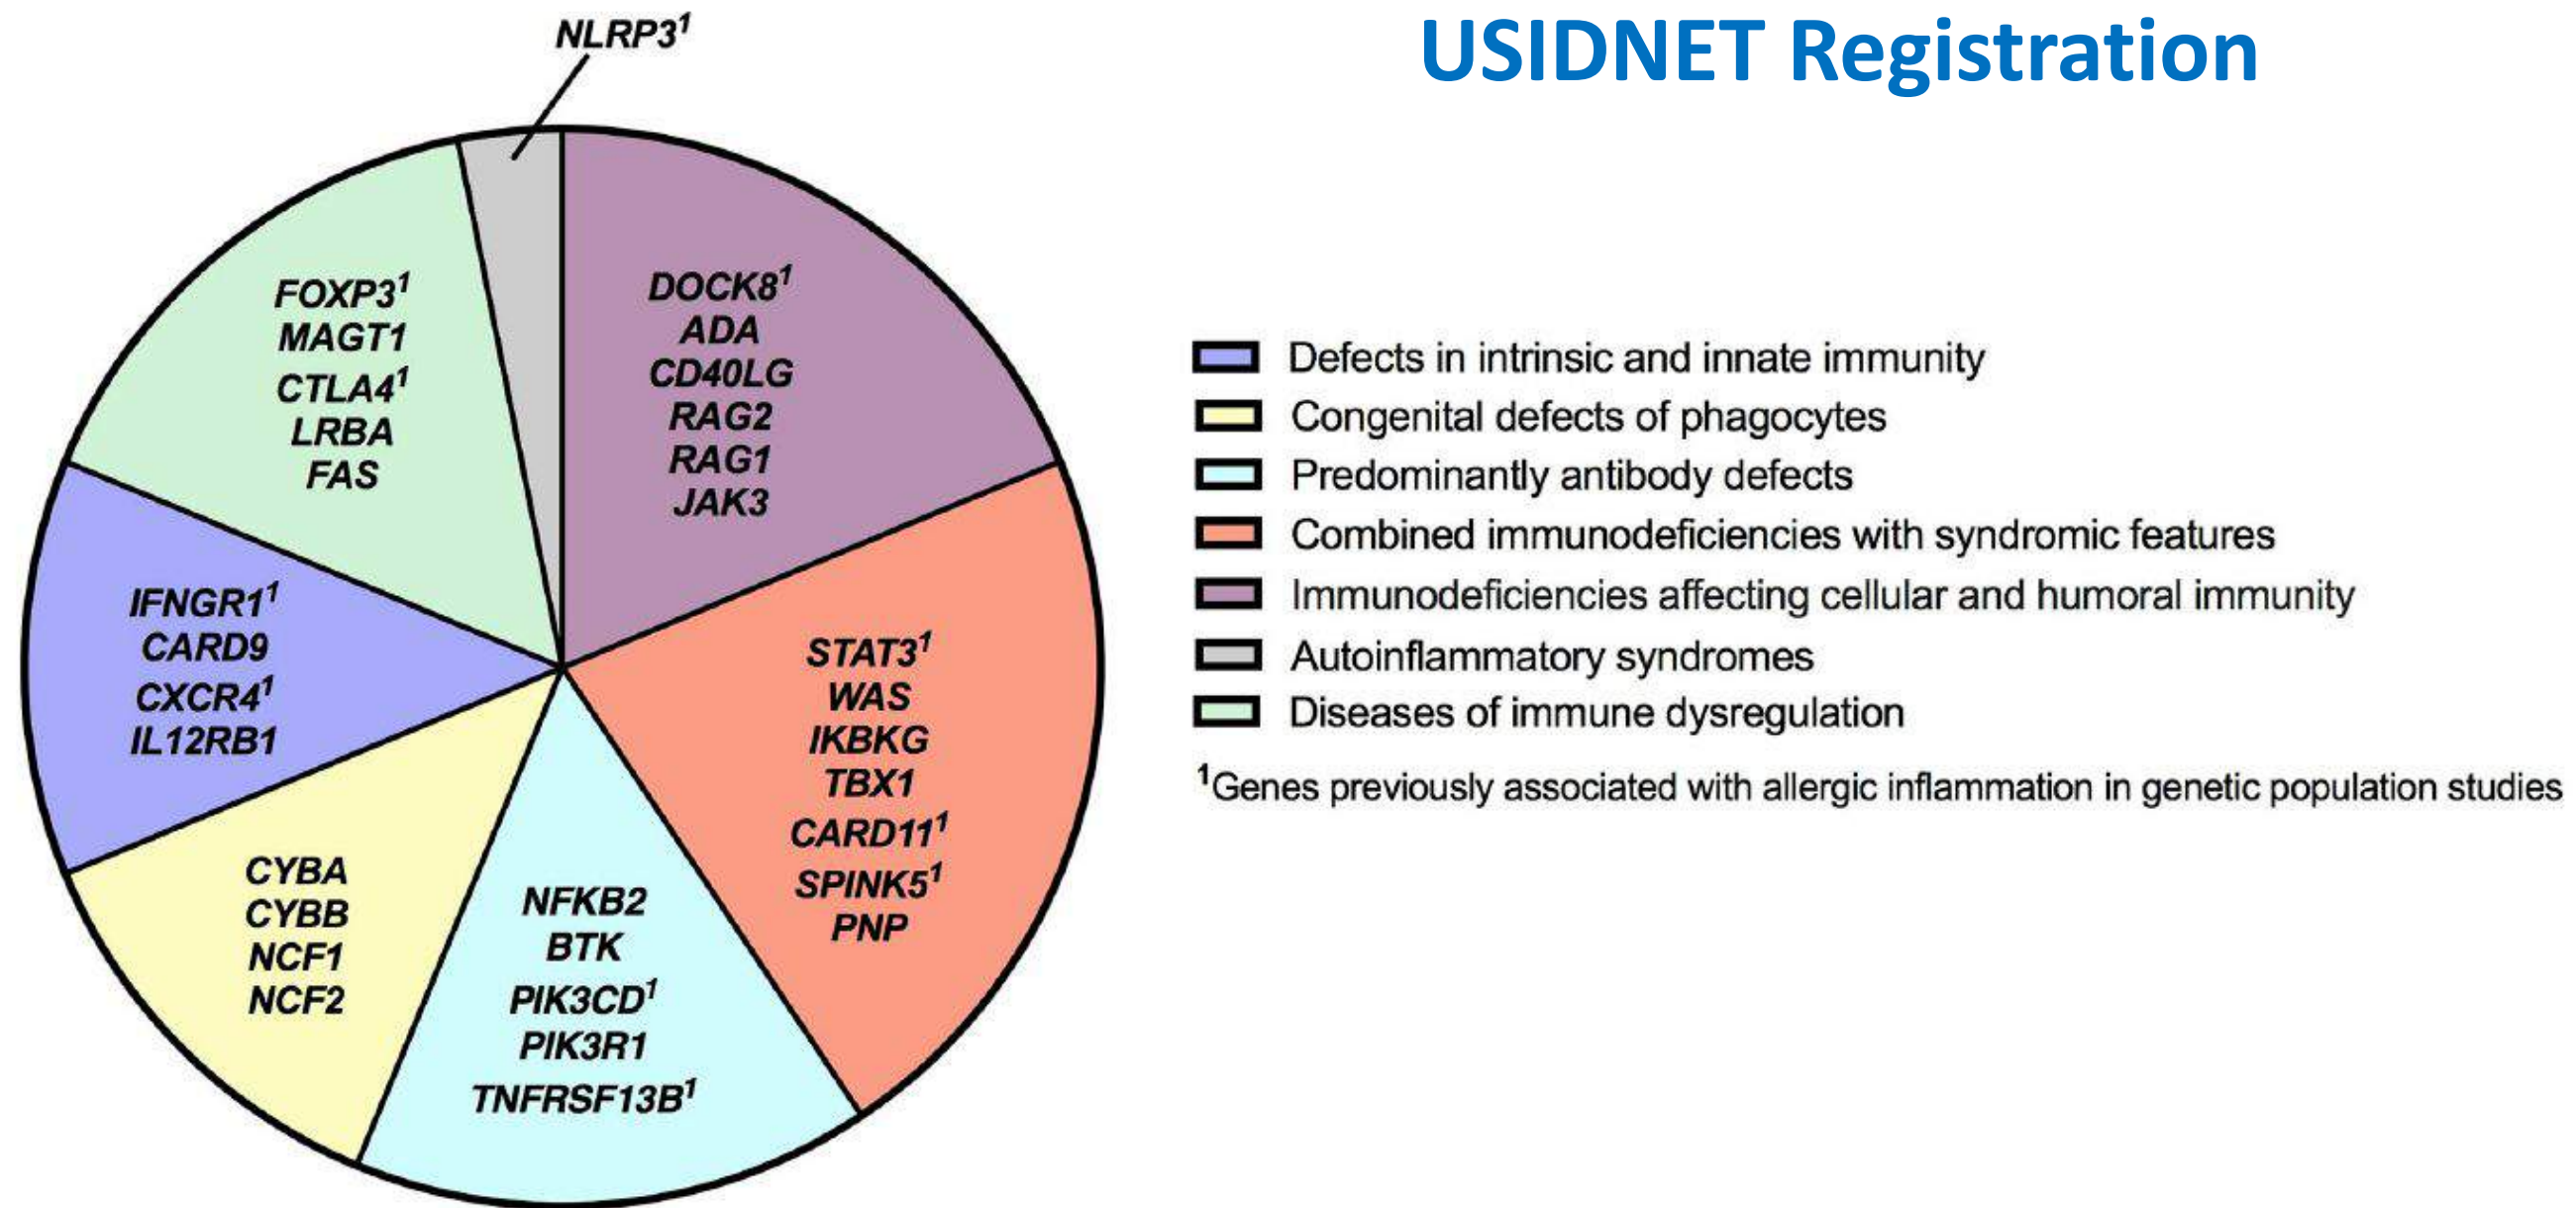 USIDNET Registration
NLRP3¹
FOXP3¹
MAGT1
CTLA4¹
LRBA
FAS
DOCK8¹
ADA
CD40LG
RAG2
RAG1
JAK3
IFNGR1¹
CARD9
CXCR4¹
IL12RB1
STAT3¹
WAS
IKBKG
TBX1
CARD11¹
SPINK5¹
PNP
CYBA
CYBB
NCF1
NCF2
NFKB2
BTK
PIK3CD¹
PIK3R1
TNFRSF13B¹
Defects in intrinsic and innate immunity
Congenital defects of phagocytes
Predominantly antibody defects
Combined immunodeficiencies with syndromic features
Immunodeficiencies affecting cellular and humoral immunity
Autoinflammatory syndromes
Diseases of immune dysregulation
¹Genes previously associated with allergic inflammation in genetic population studies